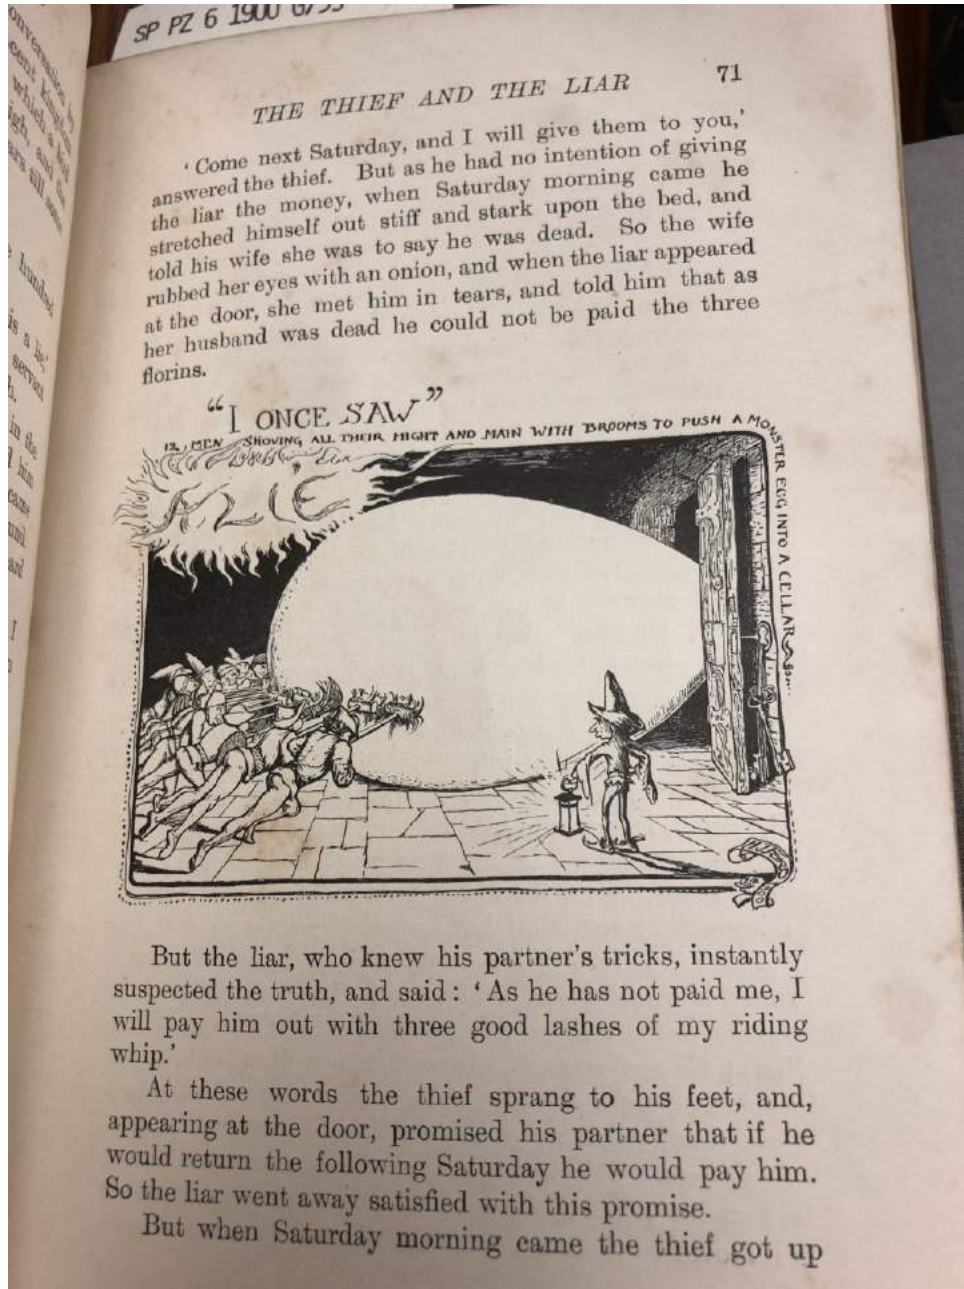 SP PZ 6 1900
THE THIEF AND THE LIAR 71
'Come next Saturday, and I will give them to you,'
answered the thief. But as he had no intention of giving
the liar the money, when Saturday morning came he
stretched himself out stiff and stark upon the bed, and
told his wife she was to say he was dead. So the wife
rubbed her eyes with an onion, and when the liar appeared
at the door, she met him in tears, and told him that as
her husband was dead he could not be paid the three
florins.
"I ONCE SAW"
12, MEN SHOVING ALL THEIR MIGHT AND MAIN WITH BROOMS TO PUSH A MONSTER EGG INTO A CELLAR
A LIE
But the liar, who knew his partner's tricks, instantly
suspected the truth, and said: 'As he has not paid me, I
will pay him out with three good lashes of my riding
whip.'
At these words the thief sprang to his feet, and,
appearing at the door, promised his partner that if he
would return the following Saturday he would pay him.
So the liar went away satisfied with this promise.
But when Saturday morning came the thief got up